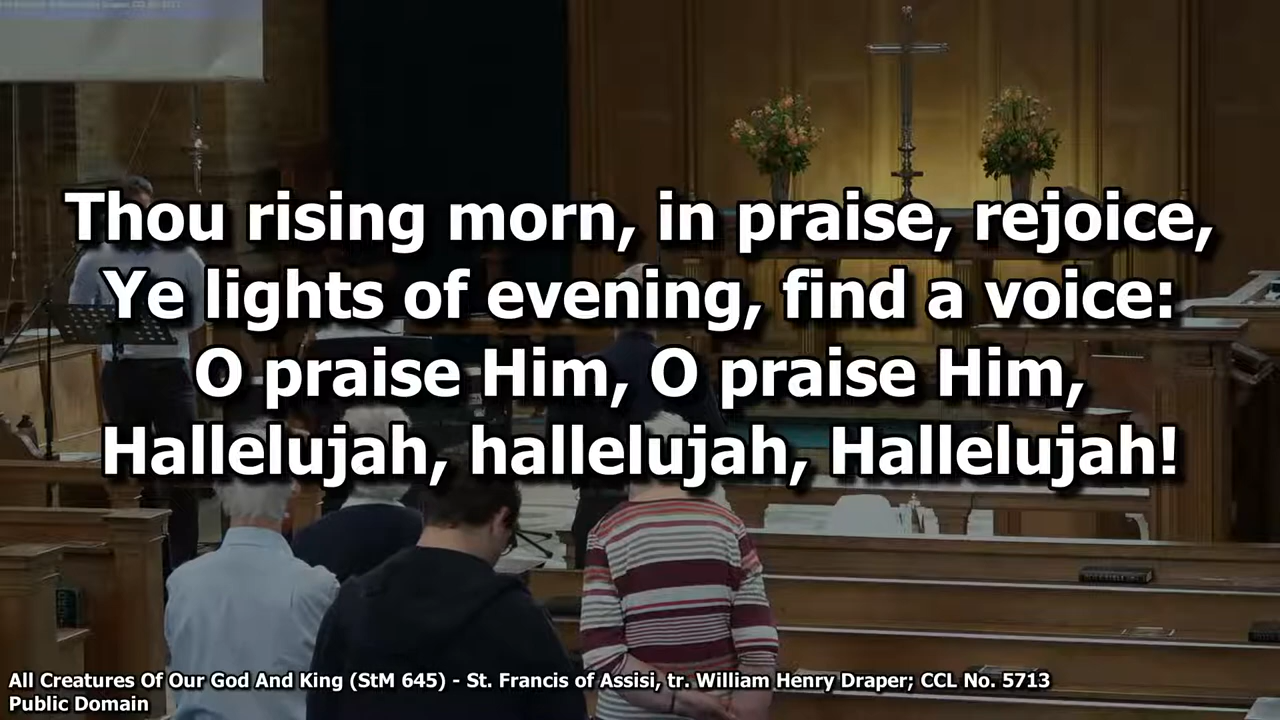 Thou rising morn, in praise, rejoice,
Ye lights of evening, find a voice:
O praise Him, O praise Him,
Hallelujah, hallelujah, Hallelujah!
All Creatures Of Our God And King (StM 645) - St. Francis of Assisi, tr. William Henry Draper; CCL No. 5713
Public Domain